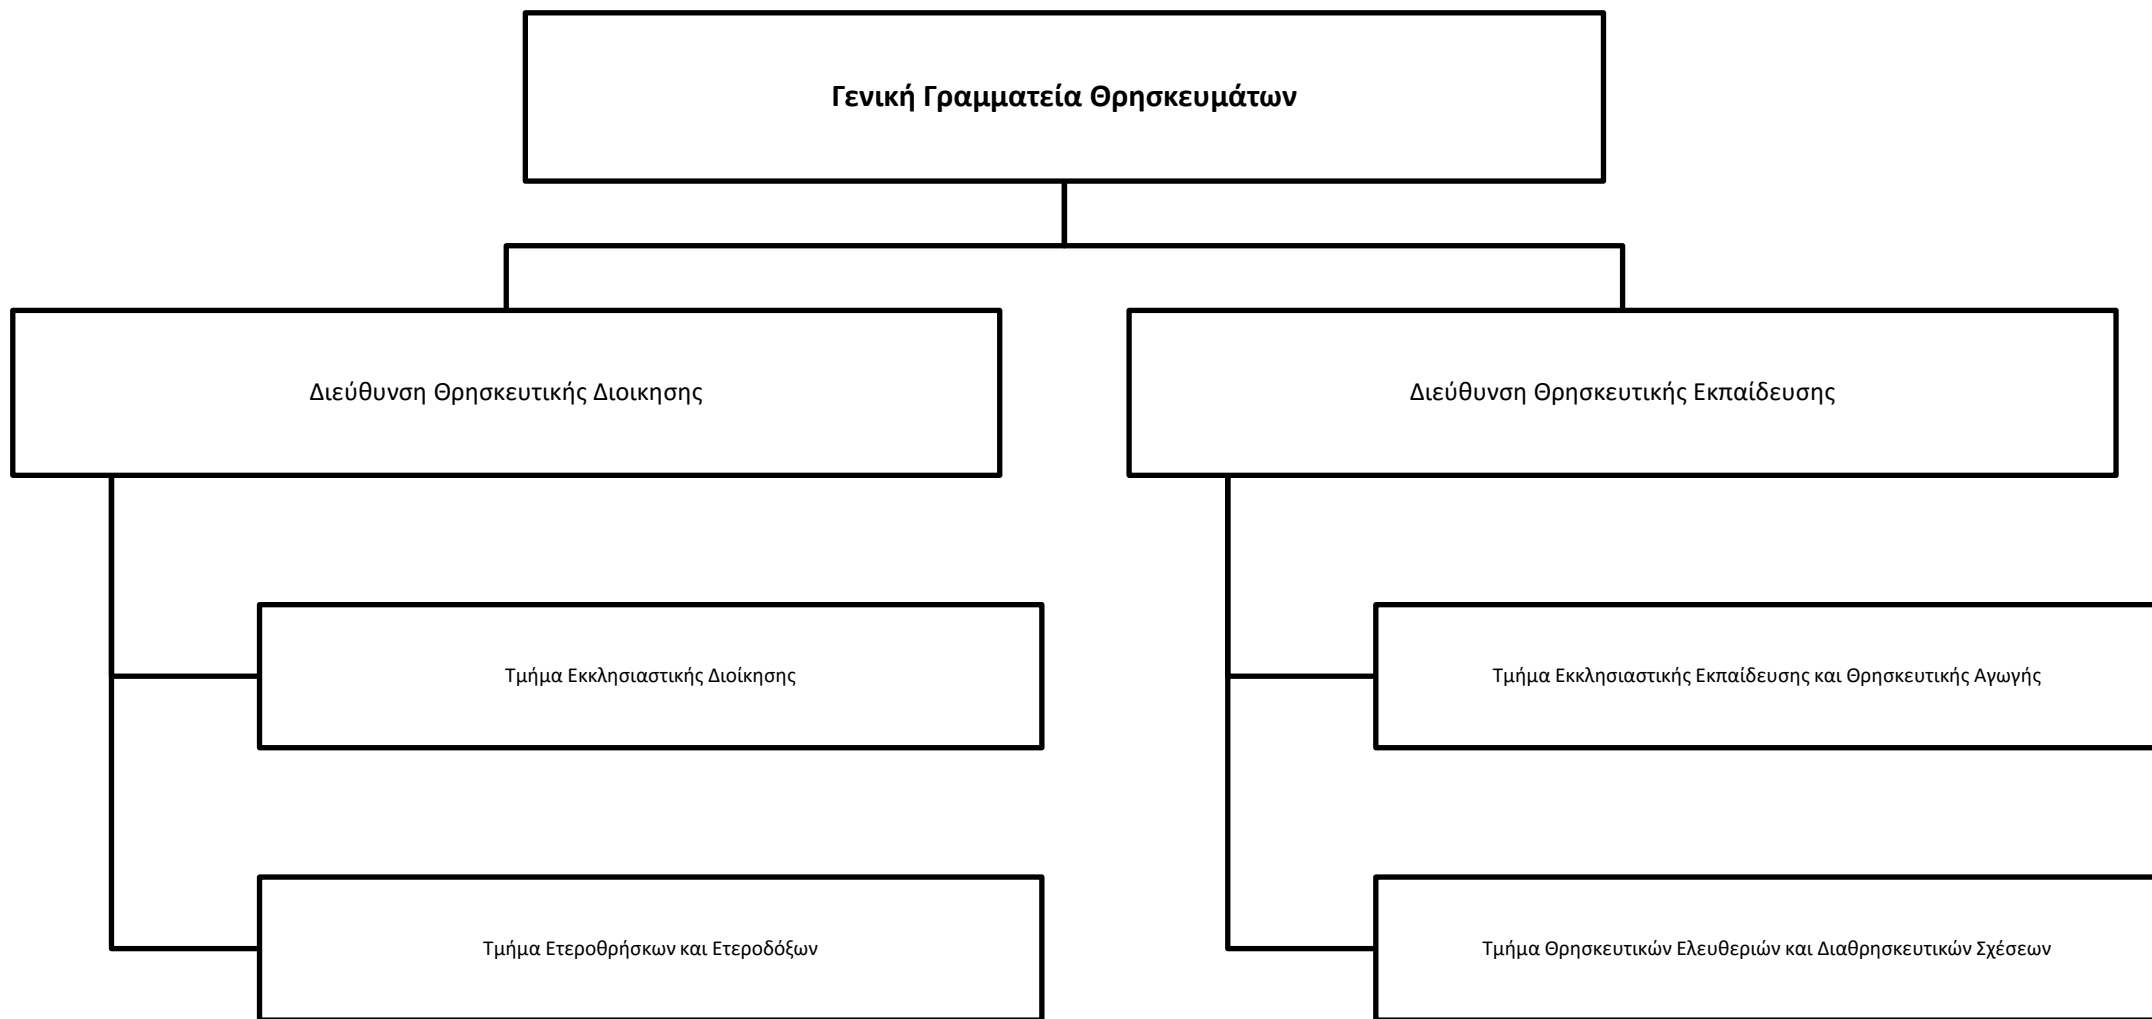 Γενική Γραμματεία Θρησκευμάτων
Διεύθυνση Θρησκευτικής Διοικησης
Διεύθυνση Θρησκευτικής Εκπαίδευσης
Τμήμα Εκκλησιαστικής Διοίκησης
Τμήμα Εκκλησιαστικής Εκπαίδευσης και Θρησκευτικής Αγωγής
Τμήμα Ετεροθρήσκων και Ετεροδόξων
Τμήμα Θρησκευτικών Ελευθεριών και Διαθρησκευτικών Σχέσεων